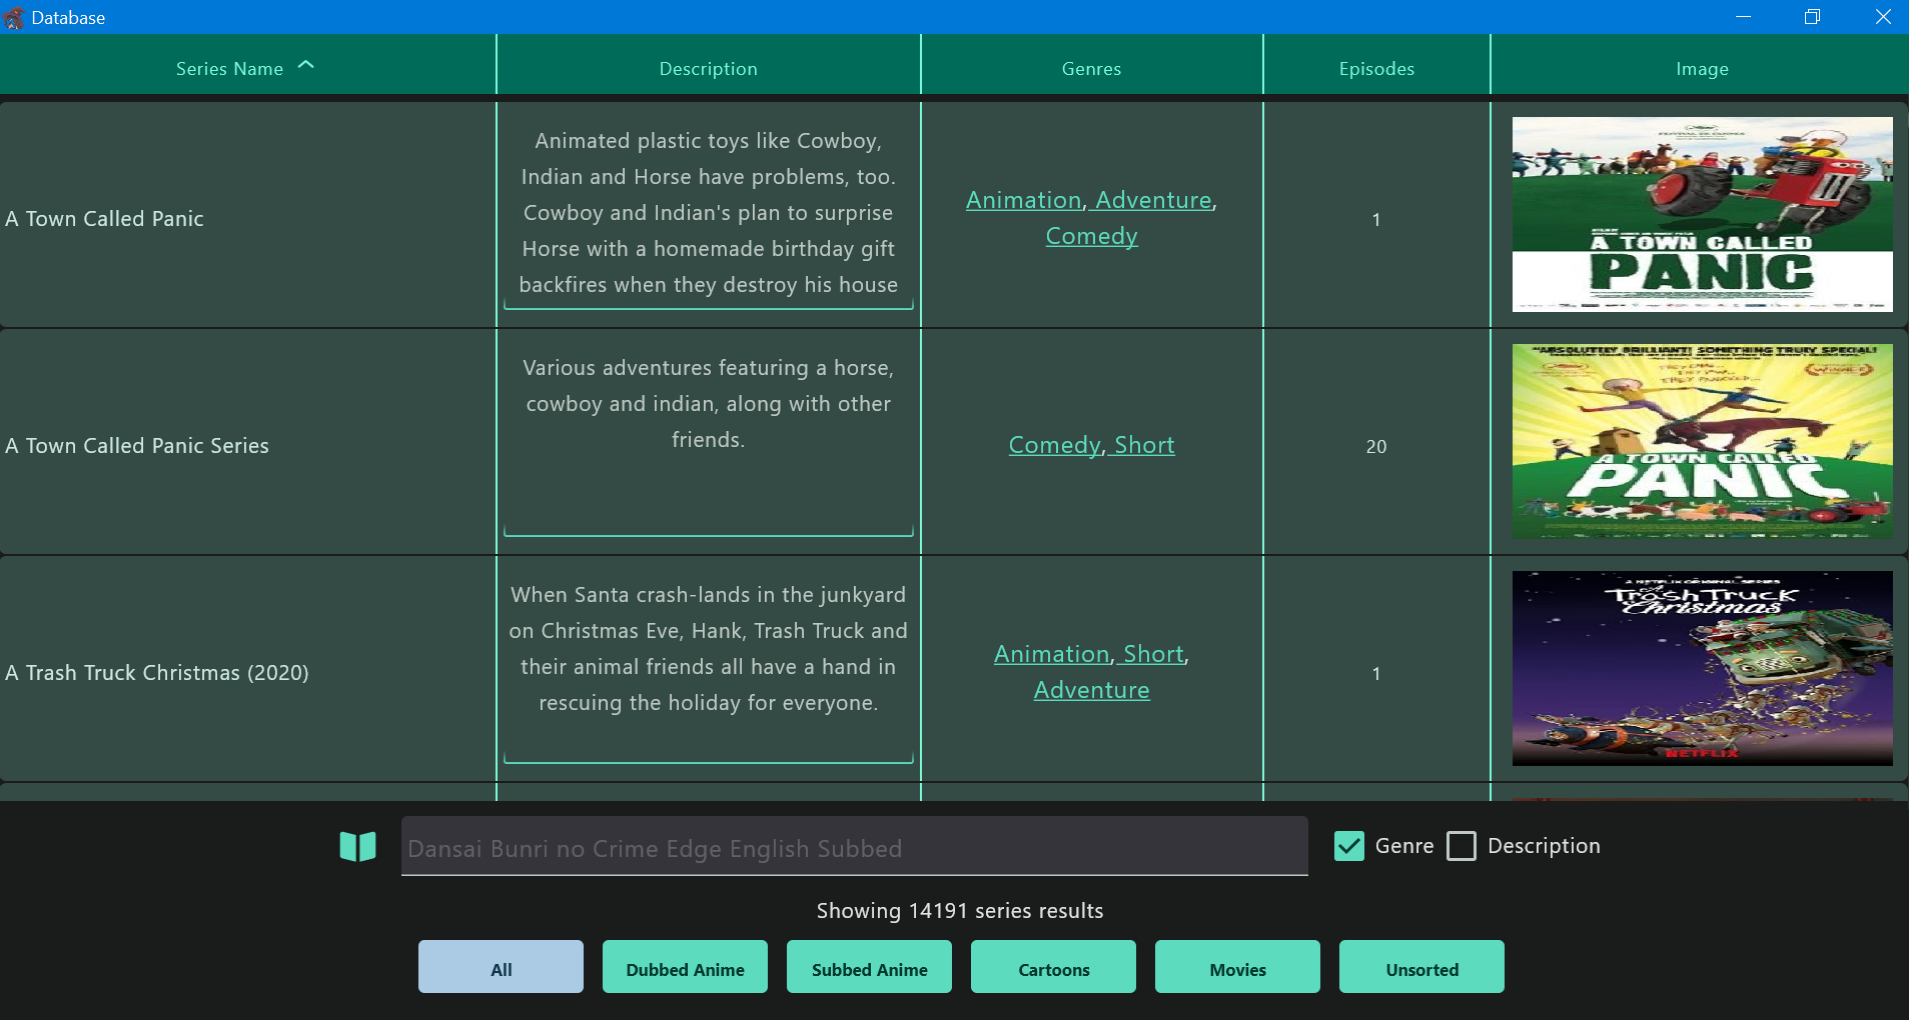 Database
Series Name
Description
Genres
Episodes
Image
A Town Called Panic
Animated plastic toys like Cowboy,
Indian and Horse have problems, too.
Cowboy and Indian's plan to surprise
Horse with a homemade birthday gift
backfires when they destroy his house
Animation, Adventure,
Comedy
1
A TOWN CALLED
PANIC
A Town Called Panic Series
Various adventures featuring a horse,
cowboy and indian, along with other
friends.
Comedy, Short
20
"ABSOLUTELY BRILLIANT! SOMETHING TRULY SPECIAL!
WINNER
A TOWN CALLED
PANIC
A Trash Truck Christmas (2020)
When Santa crash-lands in the junkyard
on Christmas Eve, Hank, Trash Truck and
their animal friends all have a hand in
rescuing the holiday for everyone.
Animation, Short,
Adventure
1
A NETFLIX ORIGINAL SERIES
A
Trash Truck
Christmas
NETFLIX
Dansai Bunri no Crime Edge English Subbed
Genre
Description
Showing 14191 series results
All
Dubbed Anime
Subbed Anime
Cartoons
Movies
Unsorted